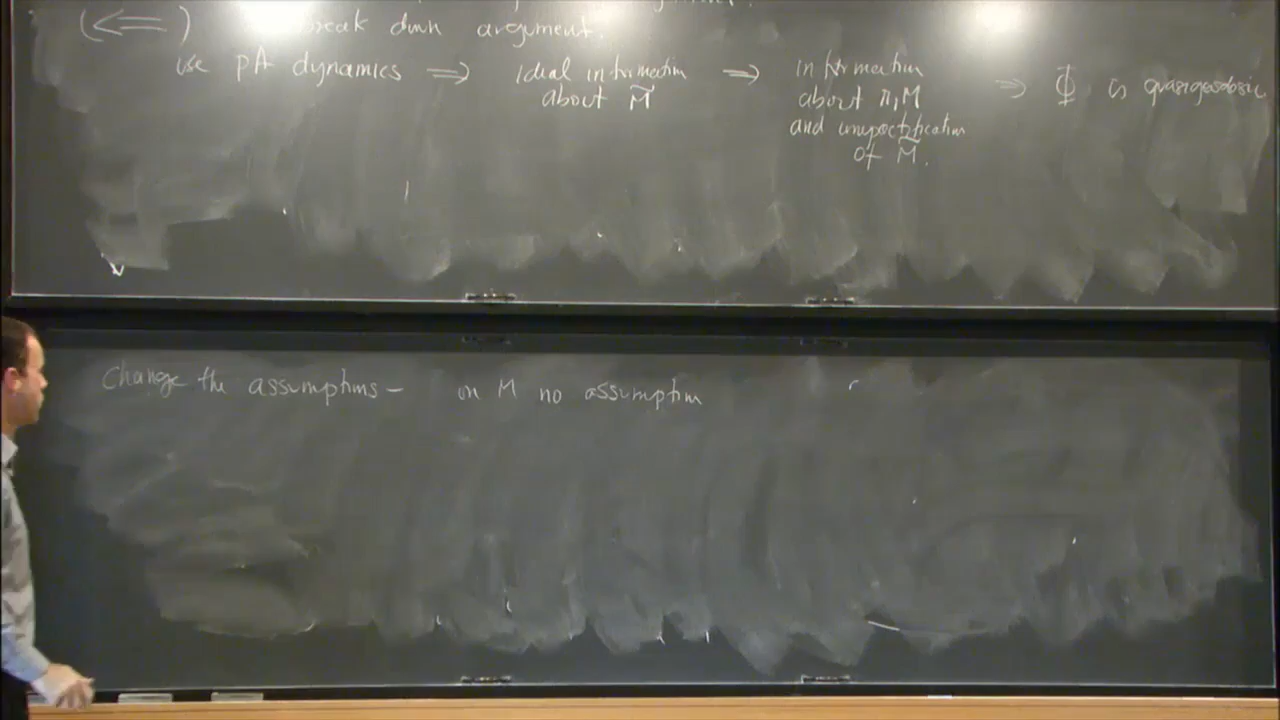 (⟸) break down argument.
use pA dynamics ⟹ ideal information about M̃ ⟹ information about π₁M and compactification of M̃. ⟹ Φ is quasigeodesic
Change the assumptions – on M no assumption